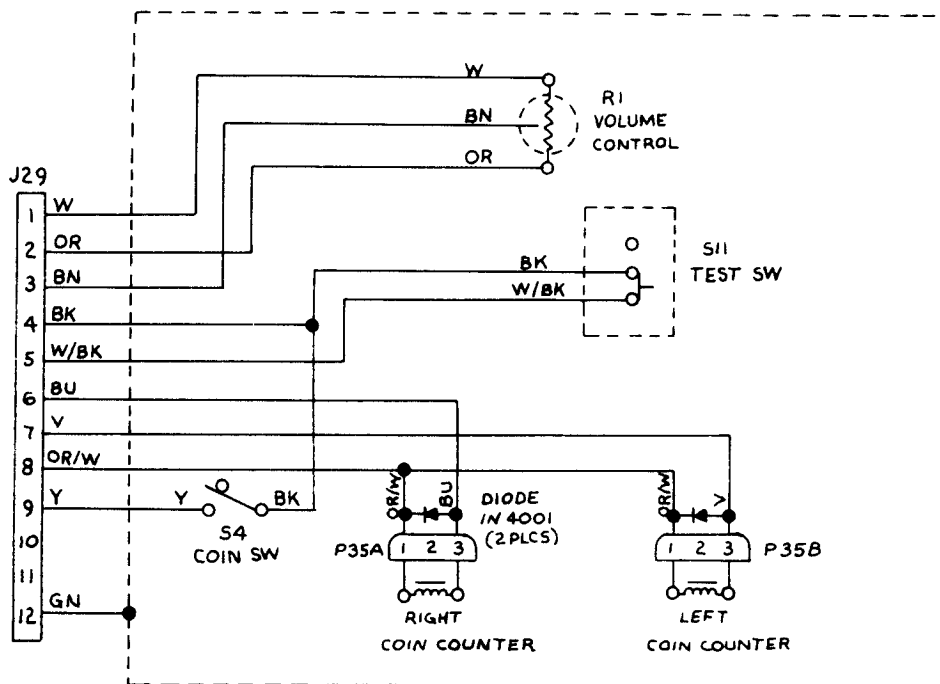 W
R1
VOLUME
CONTROL
BN
OR
J29
1 W
2 OR
3 BN
4 BK
5 W/BK
6 BU
7 V
8 OR/W
9 Y
10
11
12 GN
S11
TEST SW
BK
W/BK
Y
BK
S4
COIN SW
OR/W
BU
DIODE
IN 4001
(2PLCS)
OR/W
V
P35A
1 2 3
1 2 3
P35B
RIGHT
COIN COUNTER
LEFT
COIN COUNTER